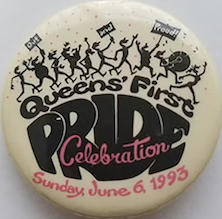 Out and Proud!
Queens' First
PRIDE
Celebration
Sunday, June 6, 1993